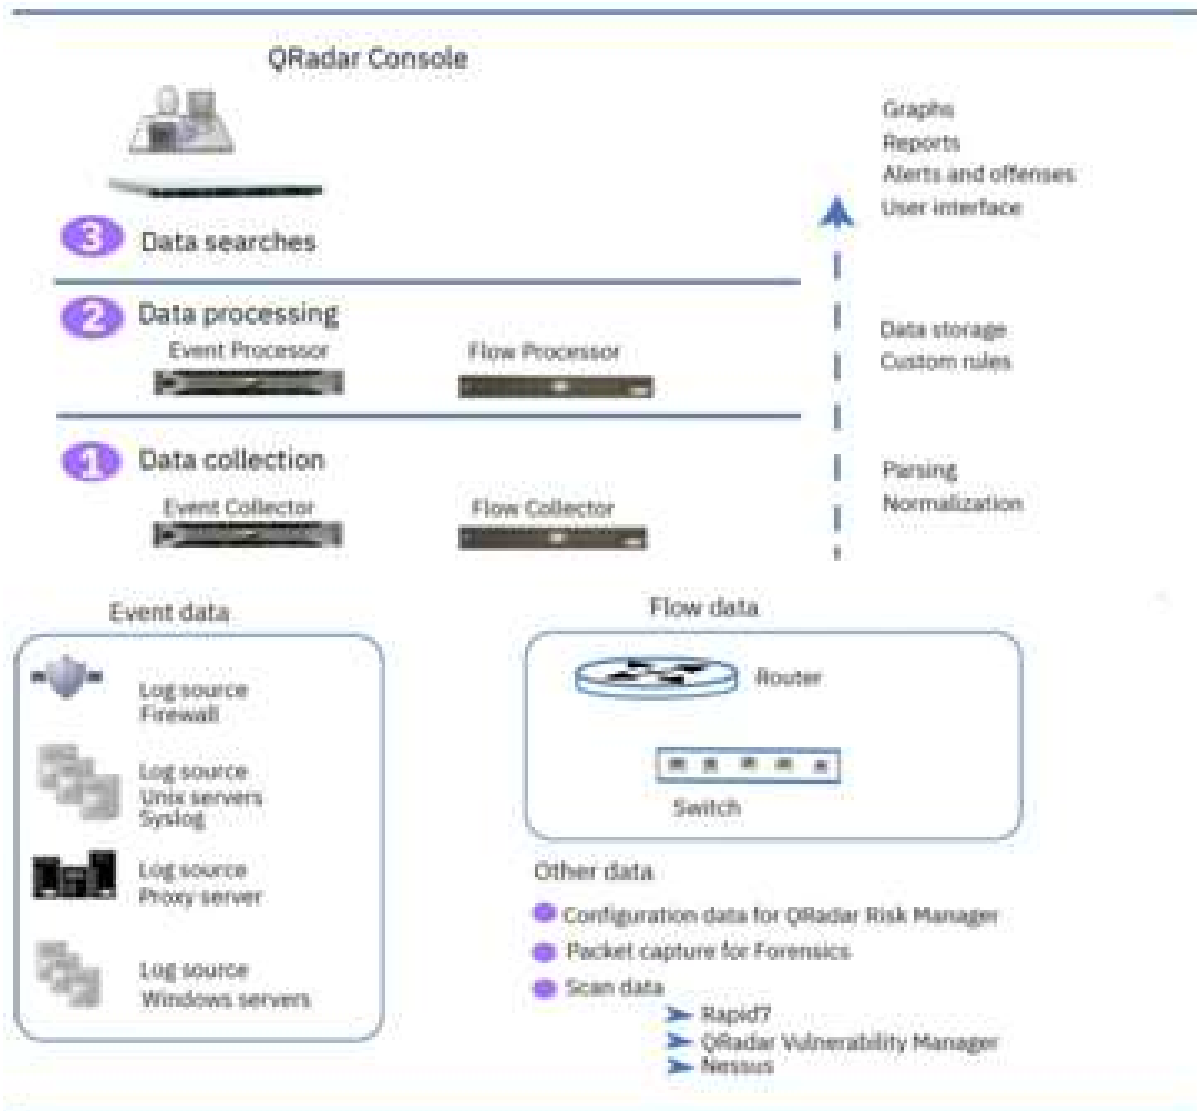 QRadar Console
Graphs
Reports
Alerts and offenses
User interface
3 Data searches
2 Data processing
Event Processor
Flow Processor
Data storage
Custom rules
1 Data collection
Event Collector
Flow Collector
Parsing
Normalization
Event data
Log source
Firewall
Log source
Unix servers
Syslog
Log source
Proxy server
Log source
Windows servers
Flow data
Router
Switch
Other data
Configuration data for QRadar Risk Manager
Packet capture for Forensics
Scan data
Rapid7
QRadar Vulnerability Manager
Nessus